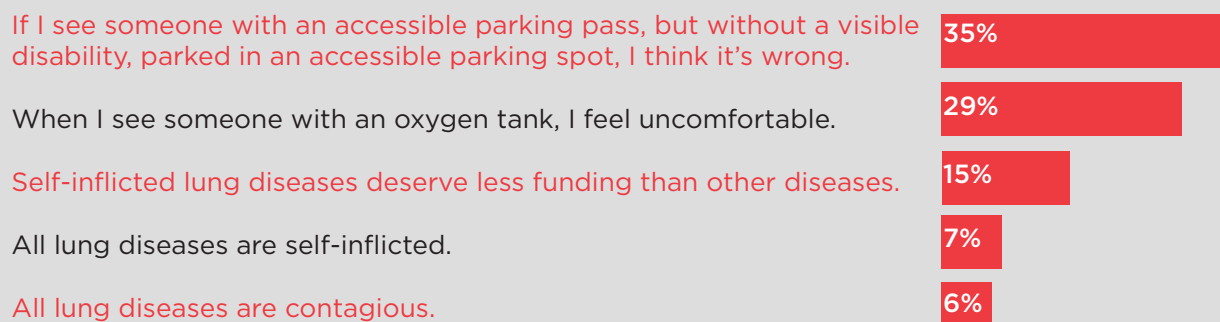 If I see someone with an accessible parking pass, but without a visible
disability, parked in an accessible parking spot, I think it’s wrong.
35%
When I see someone with an oxygen tank, I feel uncomfortable.
29%
Self-inflicted lung diseases deserve less funding than other diseases.
15%
All lung diseases are self-inflicted.
7%
All lung diseases are contagious.
6%